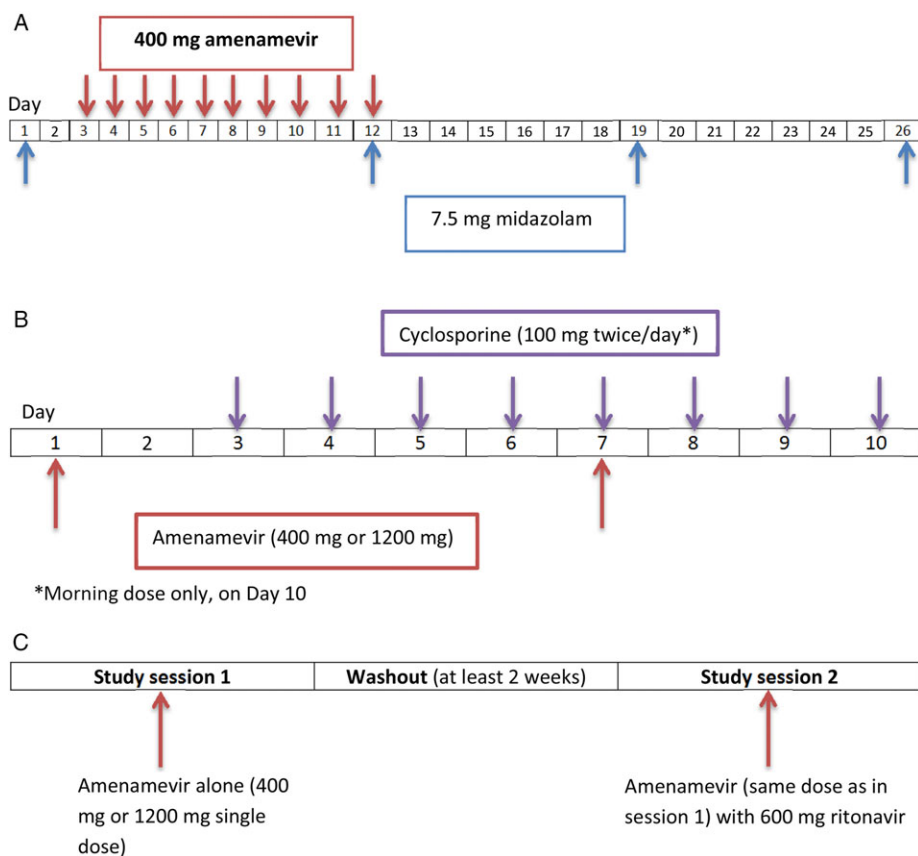 A
400 mg amenamevir
Day
1 2 3 4 5 6 7 8 9 10 11 12 13 14 15 16 17 18 19 20 21 22 23 24 25 26
7.5 mg midazolam
B
Cyclosporine (100 mg twice/day*)
Day
1 2 3 4 5 6 7 8 9 10
Amenamevir (400 mg or 1200 mg)
*Morning dose only, on Day 10
C
Study session 1 Washout (at least 2 weeks) Study session 2
Amenamevir alone (400
mg or 1200 mg single
dose)
Amenamevir (same dose as in
session 1) with 600 mg ritonavir